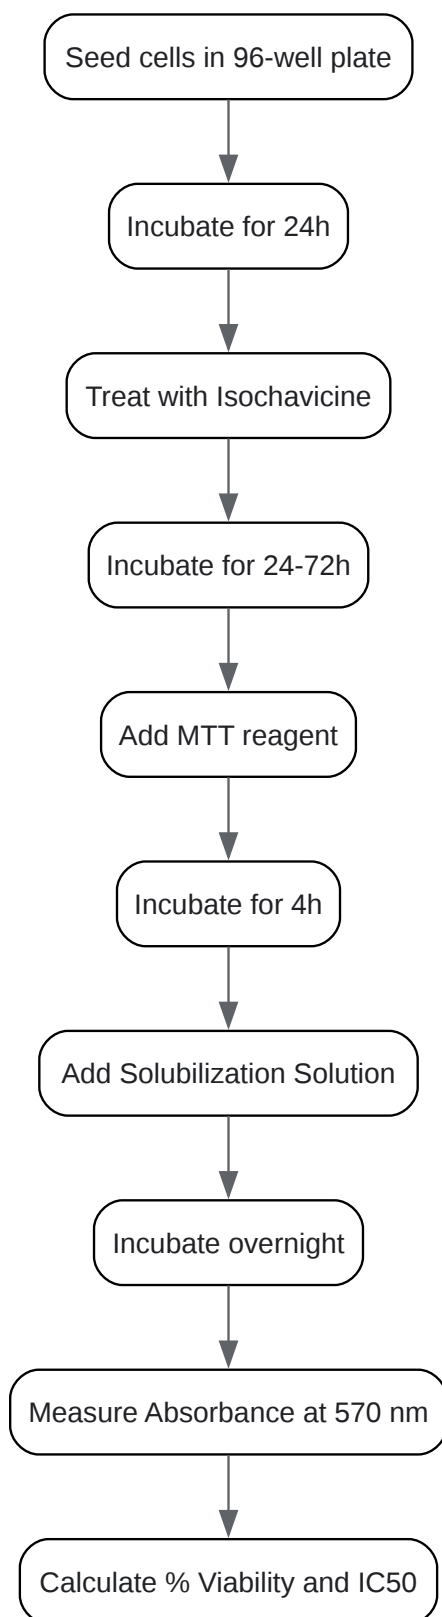 Seed cells in 96-well plate
Incubate for 24h
Treat with Isochavicine
Incubate for 24-72h
Add MTT reagent
Incubate for 4h
Add Solubilization Solution
Incubate overnight
Measure Absorbance at 570 nm
Calculate % Viability and IC50